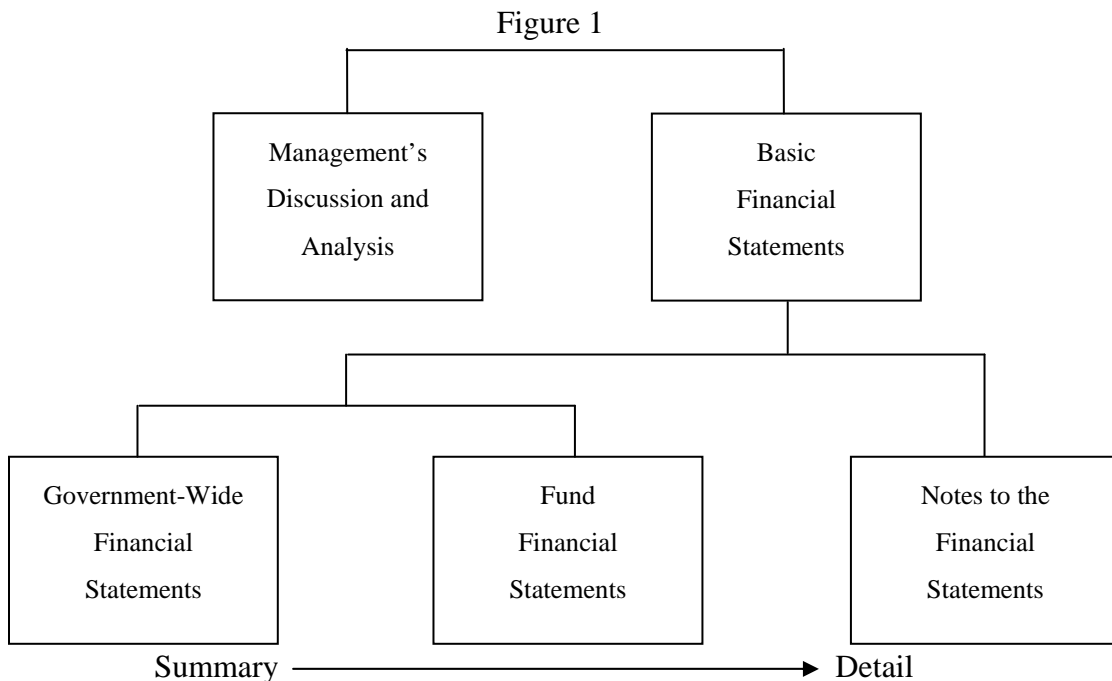 Figure 1
Management’s
Discussion and
Analysis
Basic
Financial
Statements
Government-Wide
Financial
Statements
Fund
Financial
Statements
Notes to the
Financial
Statements
Summary
Detail